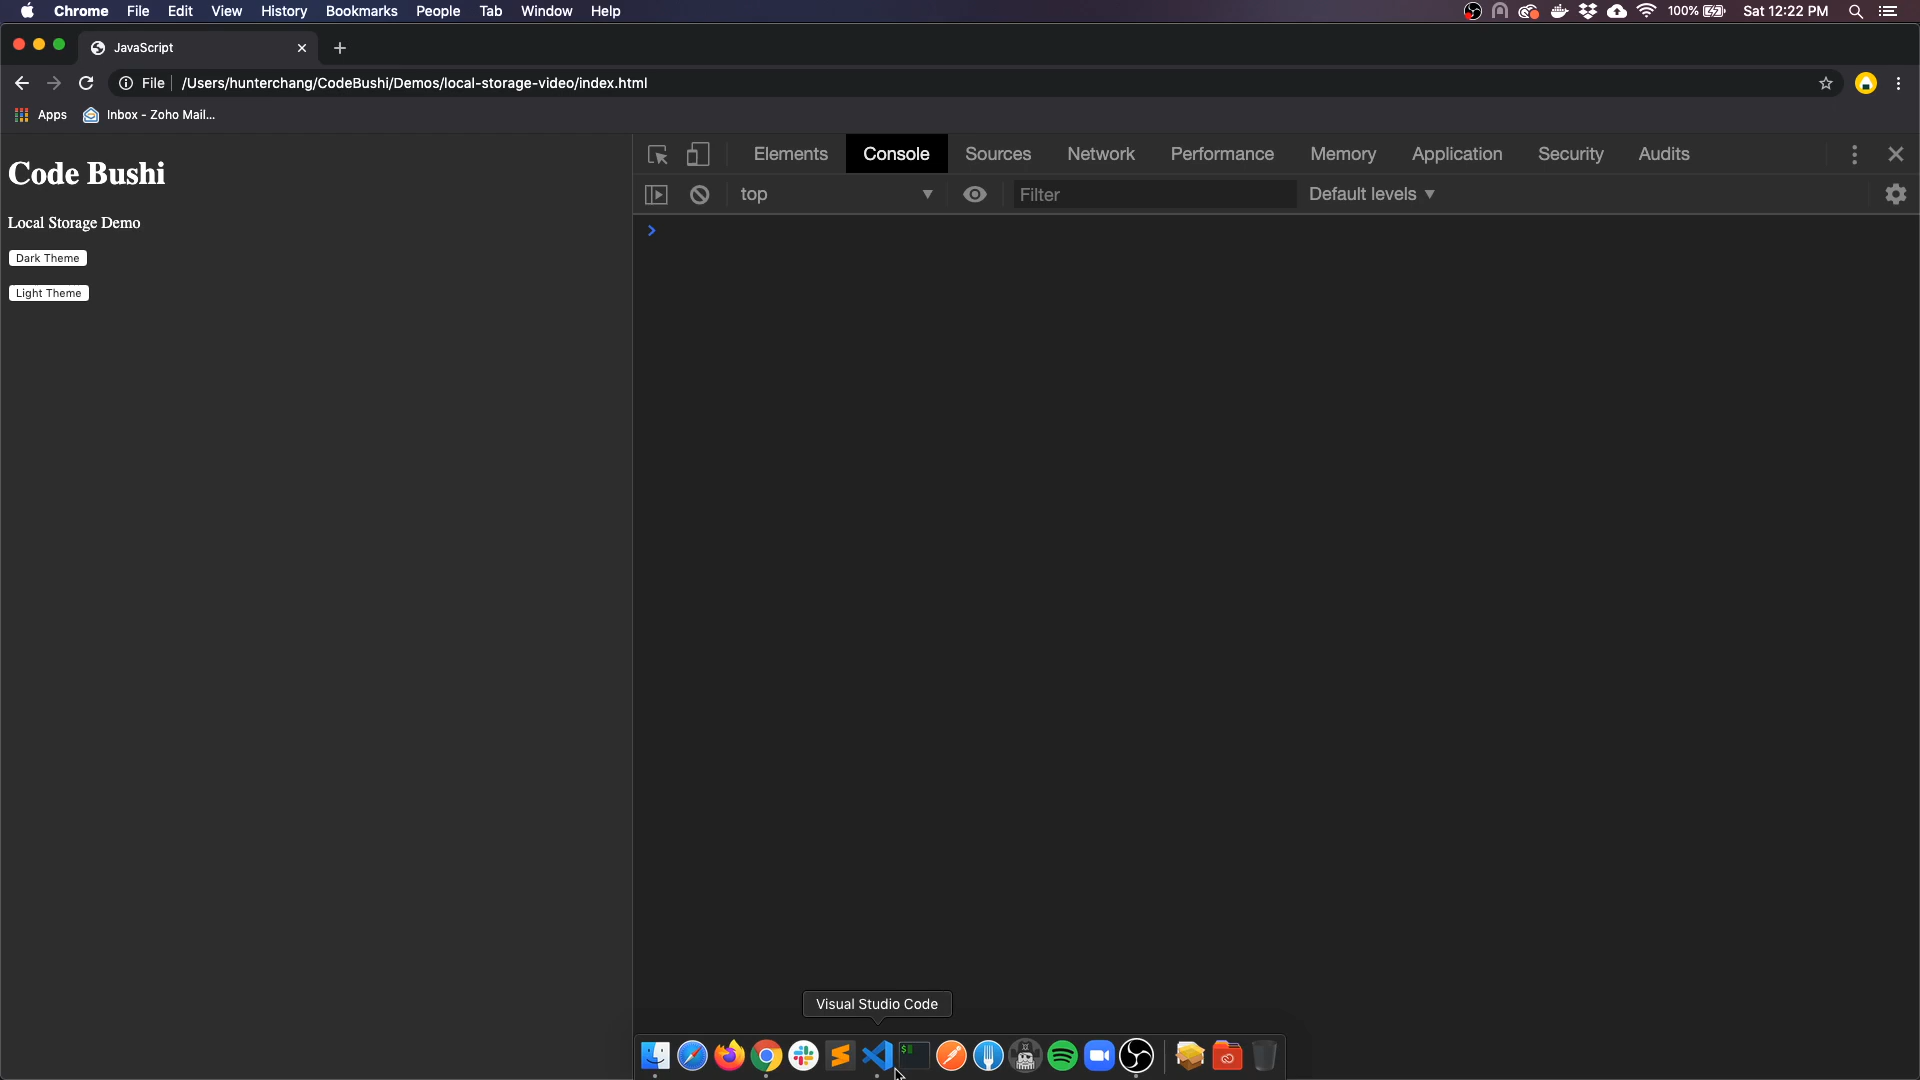 Chrome File Edit View History Bookmarks People Tab Window Help 100% Sat 12:22 PM
JavaScript
File /Users/hunterchang/CodeBushi/Demos/local-storage-video/index.html
Apps Inbox - Zoho Mail...
Elements Console Sources Network Performance Memory Application Security Audits
top Filter Default levels
Code Bushi
Local Storage Demo
Dark Theme
Light Theme
Visual Studio Code